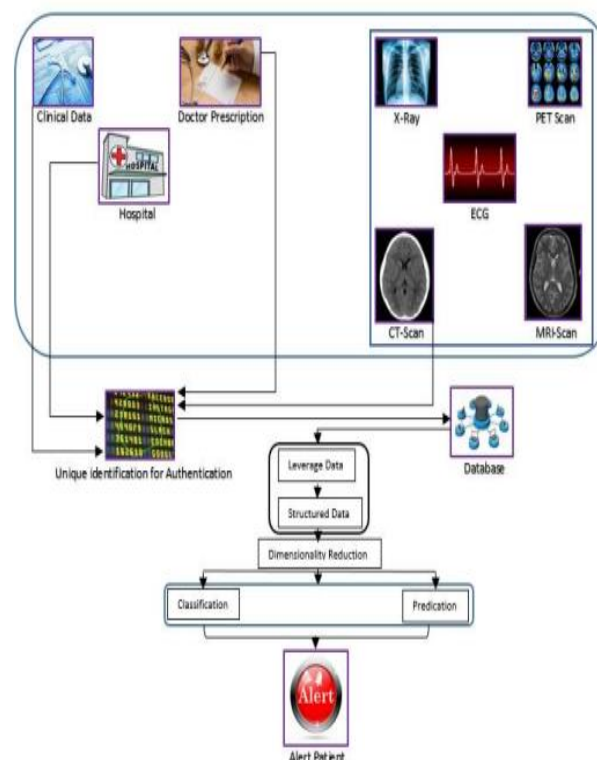 Clinical Data
Doctor Prescription
X-Ray
PET Scan
HOSPITAL
Hospital
ECG
CT-Scan
MRI-Scan
Unique identification for Authentication
Database
Leverage Data
Structured Data
Dimensionality Reduction
Classification
Predication
Alert
Alert Patient